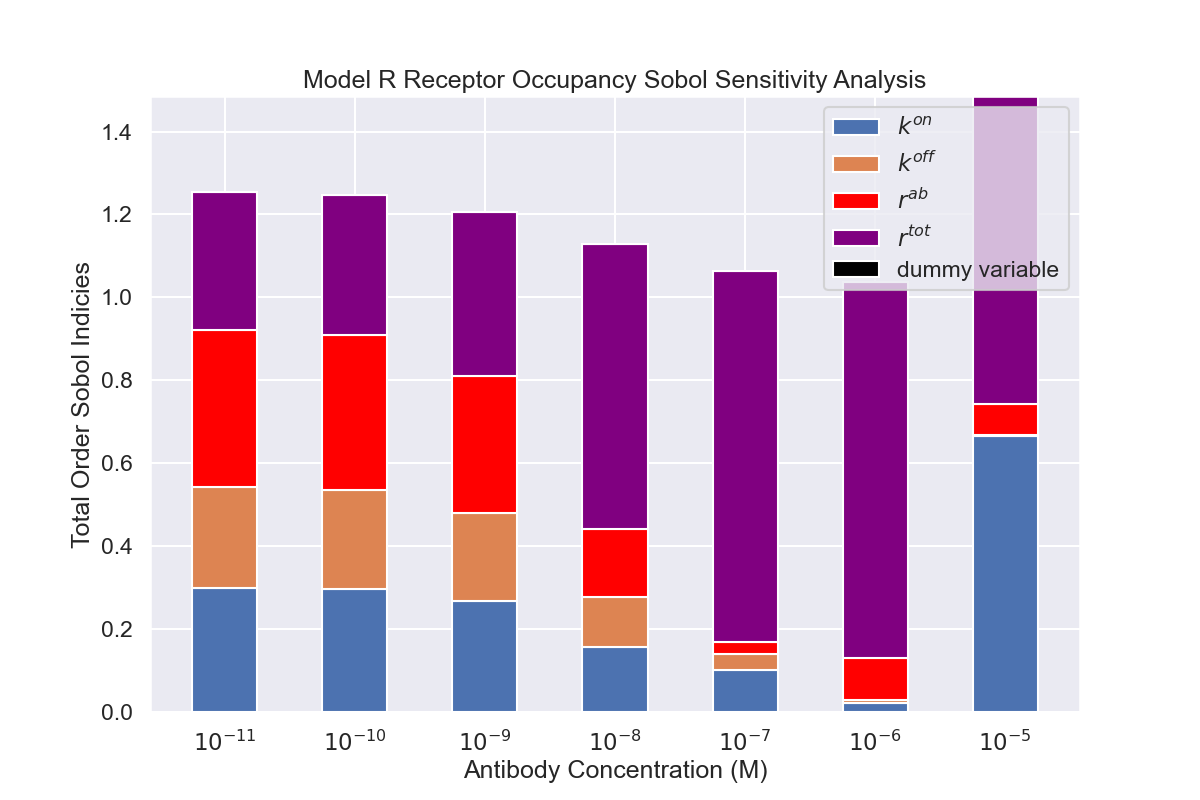 Model R Receptor Occupancy Sobol Sensitivity Analysis
Total Order Sobol Indicies
1.4
1.2
1.0
0.8
0.6
0.4
0.2
0.0
k^{on}
k^{off}
r^{ab}
r^{tot}
dummy variable
10^{-11} 10^{-10} 10^{-9} 10^{-8} 10^{-7} 10^{-6} 10^{-5}
Antibody Concentration (M)